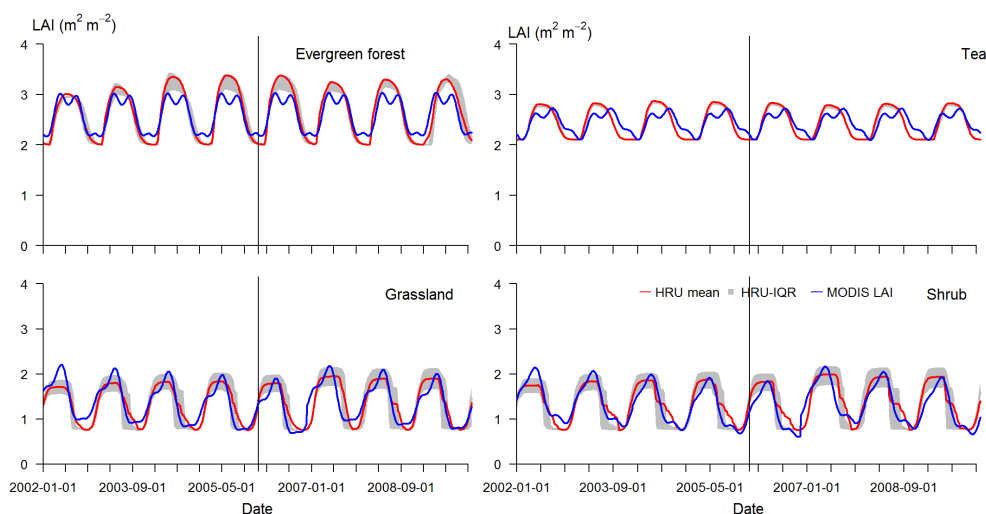 LAI (m² m⁻²)
Evergreen forest
4
3
2
1
0
LAI (m² m⁻²)
Tea
4
3
2
1
0
Grassland
4
3
2
1
0
2002-01-01 2003-09-01 2005-05-01 2007-01-01 2008-09-01
Date
HRU mean HRU-IQR MODIS LAI Shrub
4
3
2
1
0
2002-01-01 2003-09-01 2005-05-01 2007-01-01 2008-09-01
Date